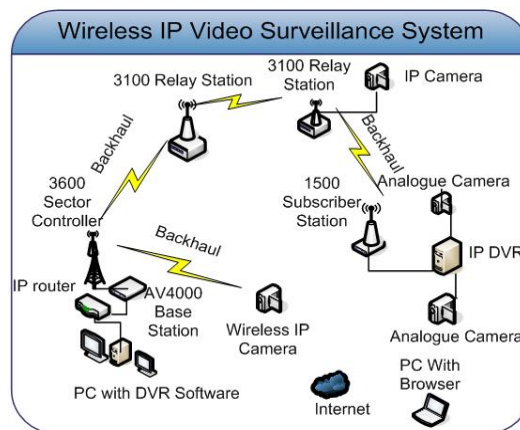 Wireless IP Video Surveillance System
3100 Relay Station
3100 Relay
Station
IP Camera
Backhaul
Backhaul
3600
Sector
Controller
1500
Subscriber
Station
Analogue Camera
Backhaul
IP router
AV4000
Base
Station
Wireless IP
Camera
IP DVR
Analogue Camera
PC with DVR Software
Internet
PC With
Browser